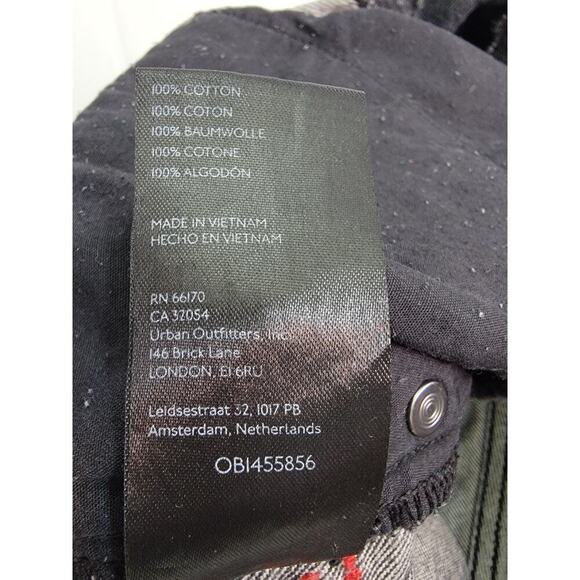 100% COTTON
100% COTON
100% BAUMWOLLE
100% COTONE
100% ALGODÓN
MADE IN VIETNAM
HECHO EN VIETNAM
RN 66170
CA 32054
Urban Outfitters, Inc.
146 Brick Lane
LONDON, E1 6RU
Leidsestraat 32, 1017 PB
Amsterdam, Netherlands
OB1455856